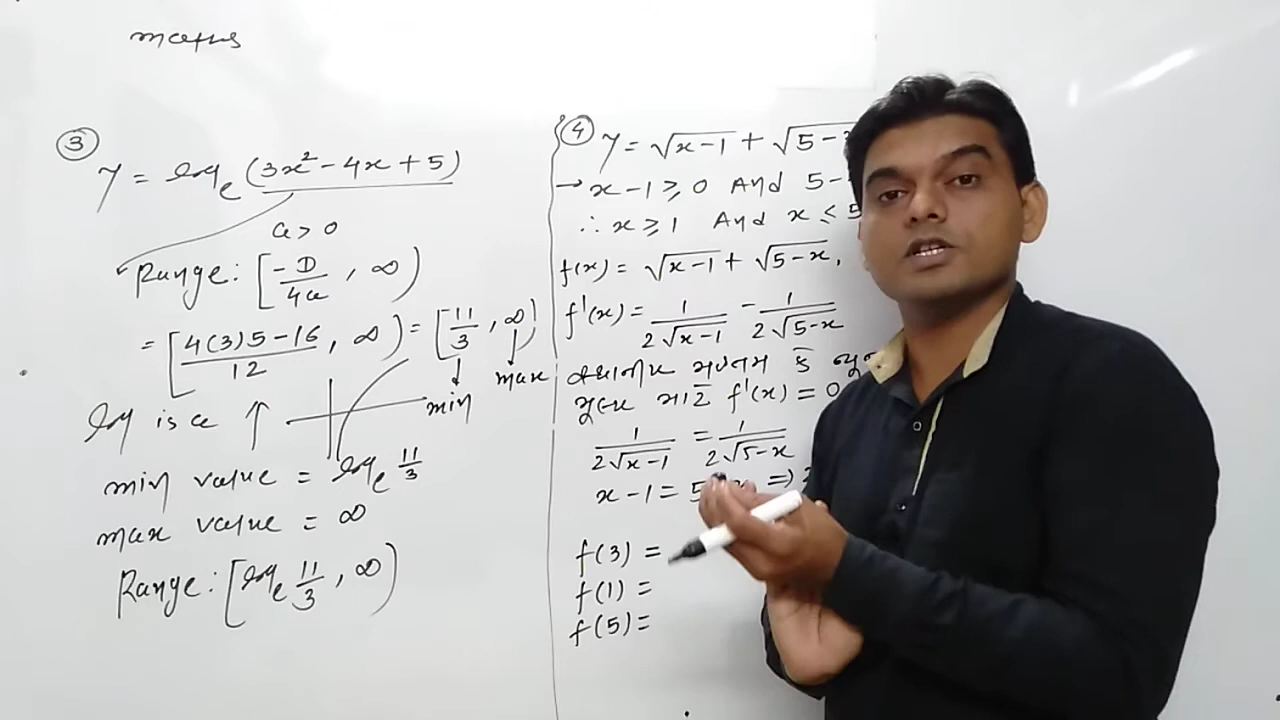 maths
③
y = logₑ (3x² - 4x + 5)
a > 0
Range: [-D/4a, ∞)
= [4(3)5-16/12, ∞) = [11/3, ∞)
min max
log is a ↑
min value = logₑ 11/3
max value = ∞
Range: [logₑ 11/3, ∞)
④ y = √x-1 + √5-
→ x - 1 ≥ 0 And 5 -
∴ x ≥ 1 And x ≤ 5
f(x) = √x-1 + √5-x,
f'(x) = 1/2√x-1 - 1/2√5-x
f'(x) = 0
1/2√x-1 = 1/2√5-x
x - 1 = 5 - x ⇒
f(3) =
f(1) =
f(5) =